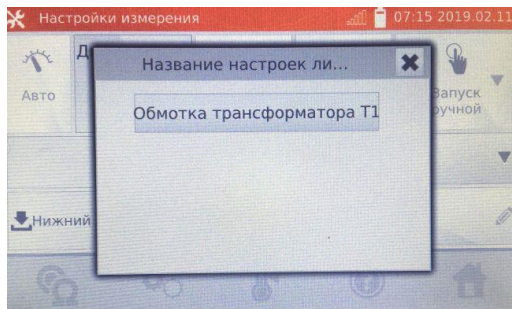 Настройки измерения 07:15 2019.02.11
Название настроек ли...
Авто
Запуск
ручной
Обмотка трансформатора Т1
Нижний